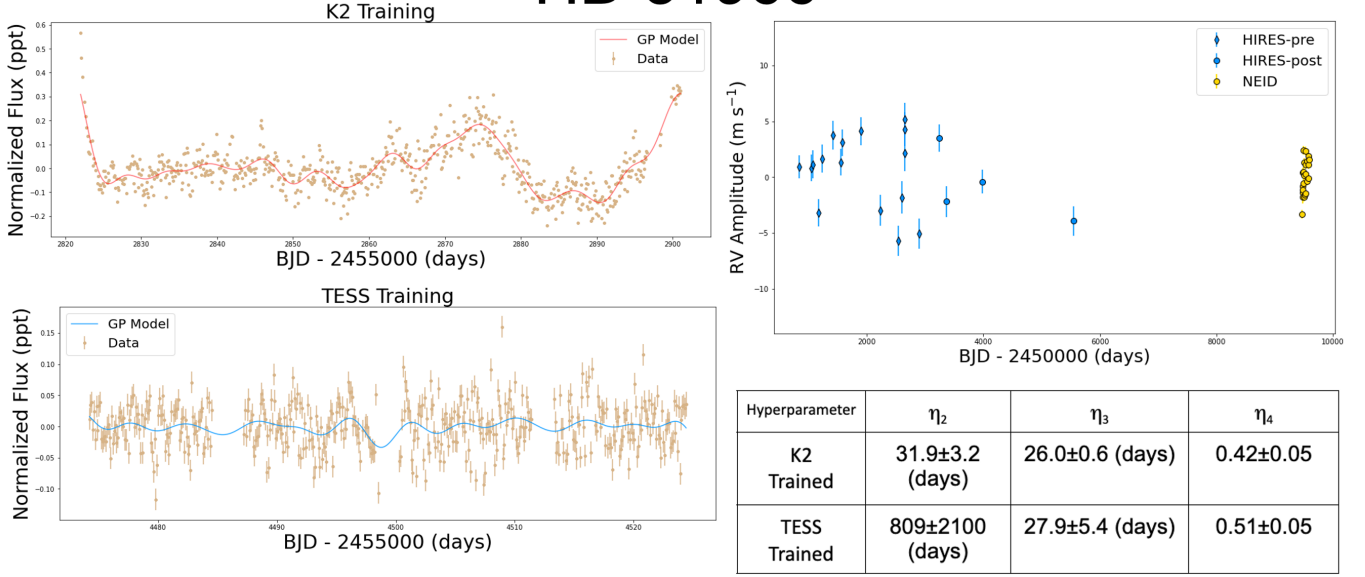 K2 Training
Normalized Flux (ppt)
0.6
0.5
0.4
0.3
0.2
0.1
0.0
−0.1
−0.2
GP Model
Data
2820 2830 2840 2850 2860 2870 2880 2890 2900
BJD - 2455000 (days)
TESS Training
Normalized Flux (ppt)
0.15
0.10
0.05
0.00
−0.05
−0.10
GP Model
Data
4480 4490 4500 4510 4520
BJD - 2455000 (days)
RV Amplitude (m s⁻¹)
10
5
0
−5
−10
HIRES-pre
HIRES-post
NEID
2000 4000 6000 8000 10000
BJD - 2450000 (days)
Hyperparameter η₂ η₃ η₄
K2 Trained 31.9±3.2 (days) 26.0±0.6 (days) 0.42±0.05
TESS Trained 809±2100 (days) 27.9±5.4 (days) 0.51±0.05